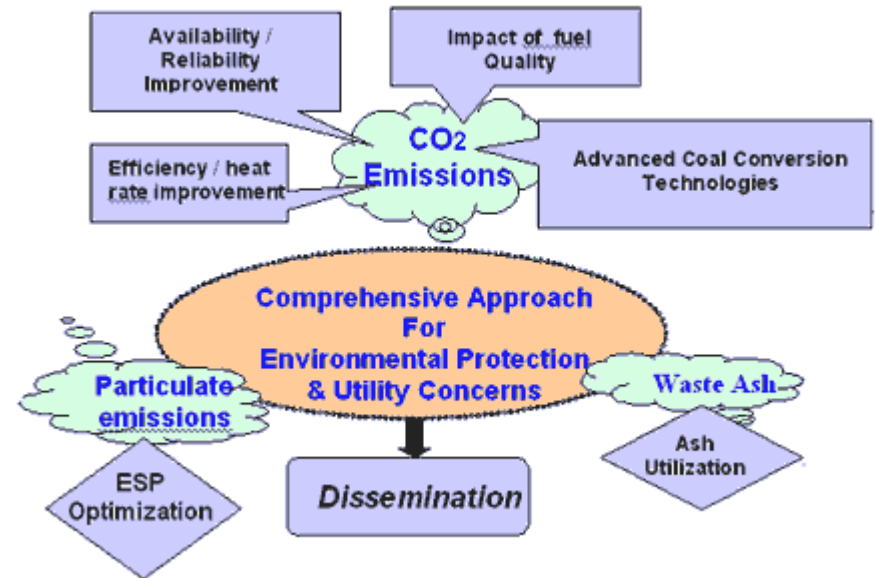 Availability /
Reliability
Improvement
Impact of fuel
Quality
CO2
Emissions
Efficiency / heat
rate improvement
Advanced Coal Conversion
Technologies
Comprehensive Approach
For
Environmental Protection
& Utility Concerns
Particulate
emissions
Waste Ash
ESP
Optimization
Dissemination
Ash
Utilization